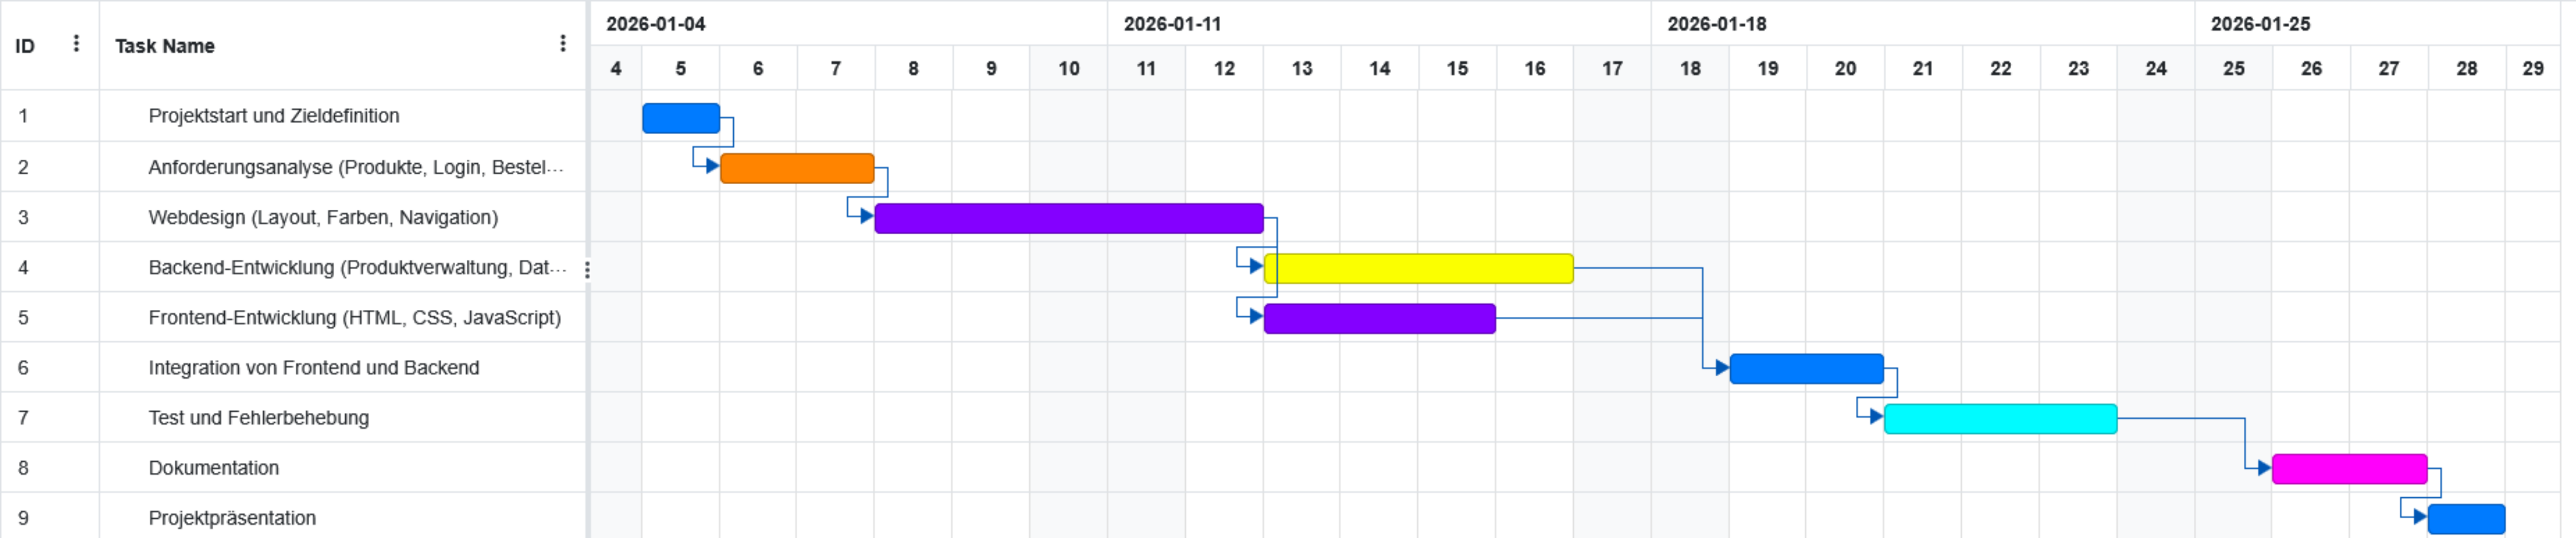 ID Task Name 2026-01-04 2026-01-11 2026-01-18 2026-01-25
4 5 6 7 8 9 10 11 12 13 14 15 16 17 18 19 20 21 22 23 24 25 26 27 28 29
1 Projektstart und Zieldefinition
2 Anforderungsanalyse (Produkte, Login, Bestel...
3 Webdesign (Layout, Farben, Navigation)
4 Backend-Entwicklung (Produktverwaltung, Dat...
5 Frontend-Entwicklung (HTML, CSS, JavaScript)
6 Integration von Frontend und Backend
7 Test und Fehlerbehebung
8 Dokumentation
9 Projektpräsentation